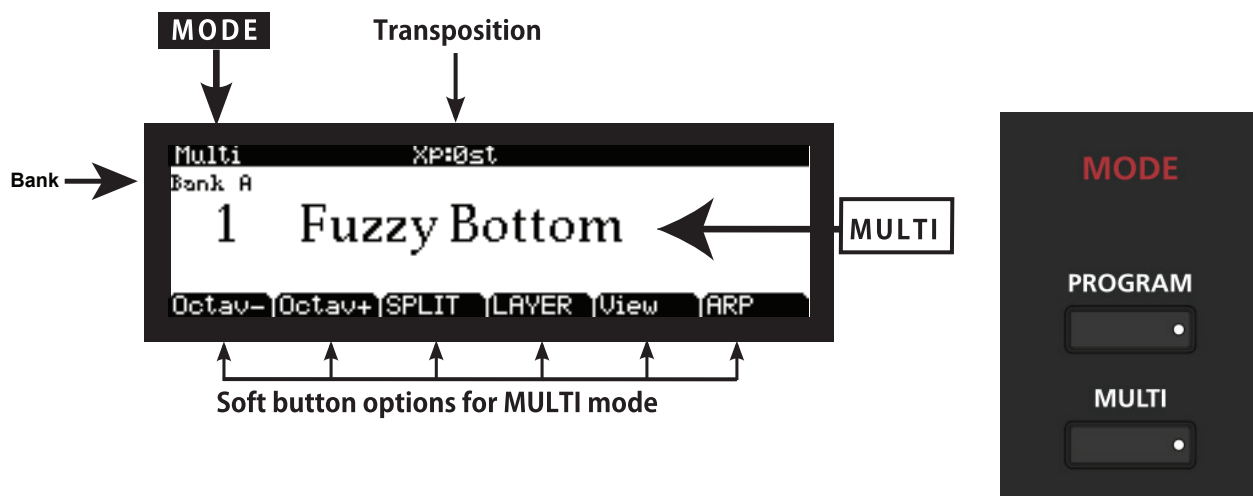 MODE Transposition
Multi Xp:0st
Bank
Bank A
1 Fuzzy Bottom
MULTI
Octav- Octav+ SPLIT LAYER View ARP
Soft button options for MULTI mode
MODE
PROGRAM
MULTI